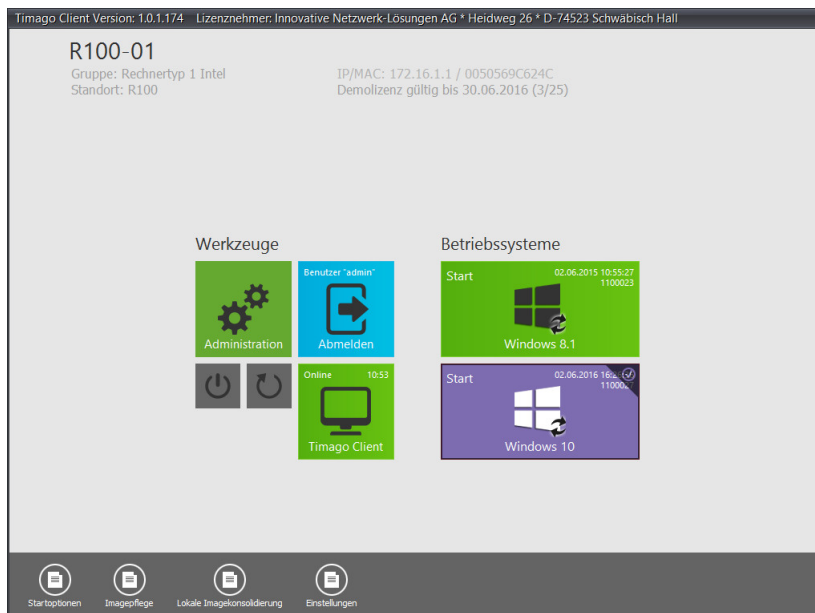 Timago Client Version: 1.0.1.174 Lizenznehmer: Innovative Netzwerk-Lösungen AG * Heidweg 26 * D-74523 Schwäbisch Hall
R100-01
Gruppe: Rechnertyp 1 Intel
Standort: R100
IP/MAC: 172.16.1.1 / 0050569C624C
Demolizenz gültig bis 30.06.2016 (3/25)
Werkzeuge
Administration
Benutzer "admin"
Abmelden
Online 10:53
Timago Client
Betriebssysteme
Start 02.06.2015 10:55:27
1100023
Windows 8.1
Start 02.06.2016
Windows 10
Startoptionen
Imagepflege
Lokale Imagekonsolidierung
Einstellungen